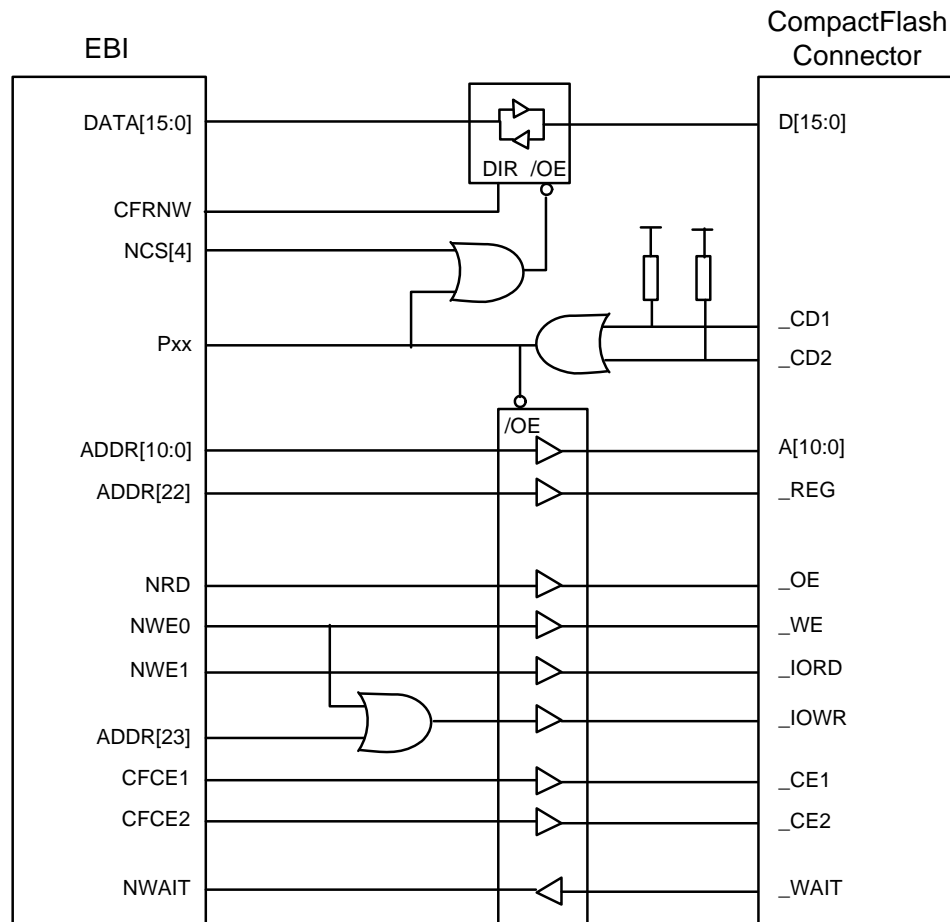 EBI
CompactFlash
Connector
DATA[15:0]
D[15:0]
DIR /OE
CFRNW
NCS[4]
_CD1
Pxx
_CD2
/OE
ADDR[10:0]
A[10:0]
ADDR[22]
_REG
NRD
_OE
NWE0
_WE
NWE1
_IORD
_IOWR
ADDR[23]
CFCE1
_CE1
CFCE2
_CE2
NWAIT
_WAIT